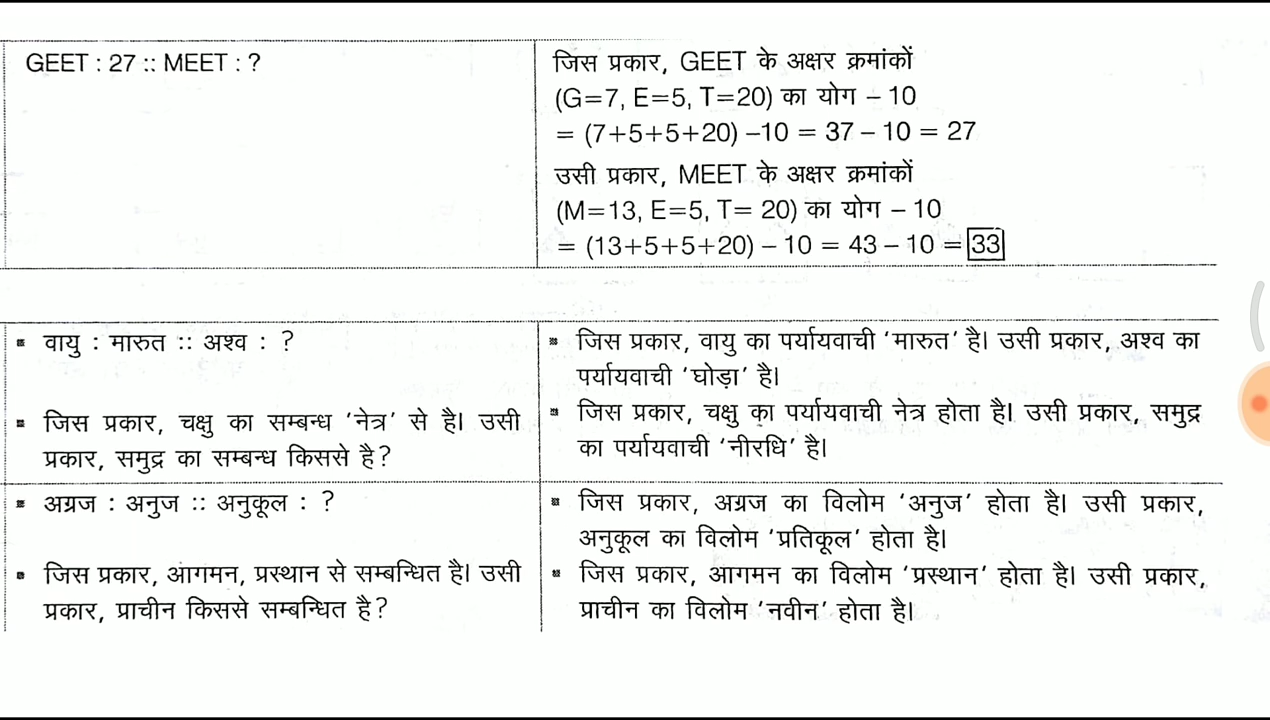 GEET : 27 :: MEET : ?
जिस प्रकार, GEET के अक्षर क्रमांकों
(G=7, E=5, T=20) का योग – 10
= (7+5+5+20) –10 = 37 – 10 = 27
उसी प्रकार, MEET के अक्षर क्रमांकों
(M=13, E=5, T= 20) का योग – 10
= (13+5+5+20) – 10 = 43 – 10 = 33
▪ वायु : मारुत :: अश्व : ?
▪ जिस प्रकार, चक्षु का सम्बन्ध ‘नेत्र’ से है। उसी
प्रकार, समुद्र का सम्बन्ध किससे है?
▪ जिस प्रकार, वायु का पर्यायवाची ‘मारुत’ है। उसी प्रकार, अश्व का
पर्यायवाची ‘घोड़ा’ है।
▪ जिस प्रकार, चक्षु का पर्यायवाची नेत्र होता है। उसी प्रकार, समुद्र
का पर्यायवाची ‘नीरधि’ है।
▪ अग्रज : अनुज :: अनुकूल : ?
▪ जिस प्रकार, आगमन, प्रस्थान से सम्बन्धित है। उसी
प्रकार, प्राचीन किससे सम्बन्धित है?
▪ जिस प्रकार, अग्रज का विलोम ‘अनुज’ होता है। उसी प्रकार,
अनुकूल का विलोम ‘प्रतिकूल’ होता है।
▪ जिस प्रकार, आगमन का विलोम ‘प्रस्थान’ होता है। उसी प्रकार,
प्राचीन का विलोम ‘नवीन’ होता है।